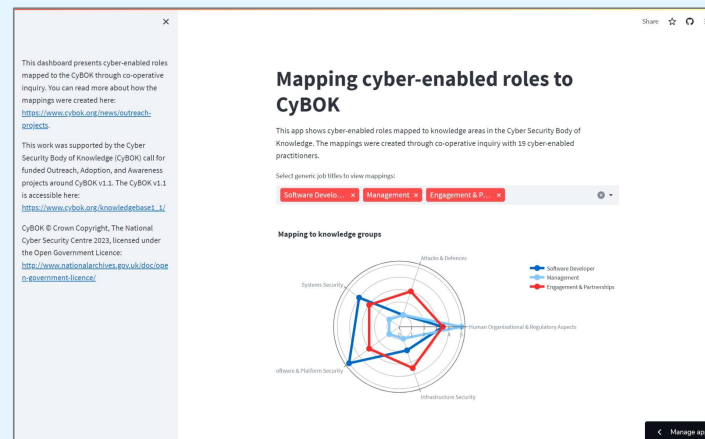 Share
This dashboard presents cyber-enabled roles
mapped to the CyBOK through co-operative
inquiry. You can read more about how the
mappings were created here:
https://www.cybok.org/news/outreach-
projects.
This work was supported by the Cyber
Security Body of Knowledge (CyBOK) call for
funded Outreach, Adoption, and Awareness
projects around CyBOK v1.1. The CyBOK v1.1
is accessible here:
https://www.cybok.org/knowledgebase1_1/
CyBOK © Crown Copyright, The National
Cyber Security Centre 2023, licensed under
the Open Government Licence:
http://www.nationalarchives.gov.uk/doc/ope
n-government-licence/
Mapping cyber-enabled roles to
CyBOK
This app shows cyber-enabled roles mapped to knowledge areas in the Cyber Security Body of
Knowledge. The mappings were created through co-operative inquiry with 19 cyber-enabled
practitioners.
Select generic job titles to view mappings:
Software Develo... Management Engagement & P...
Mapping to knowledge groups
Attacks & Defences
Systems Security
Human Organisational & Regulatory Aspects
oftware & Platform Security
Infrastructure Security
Software Developer
Management
Engagement & Partnerships
Manage ap